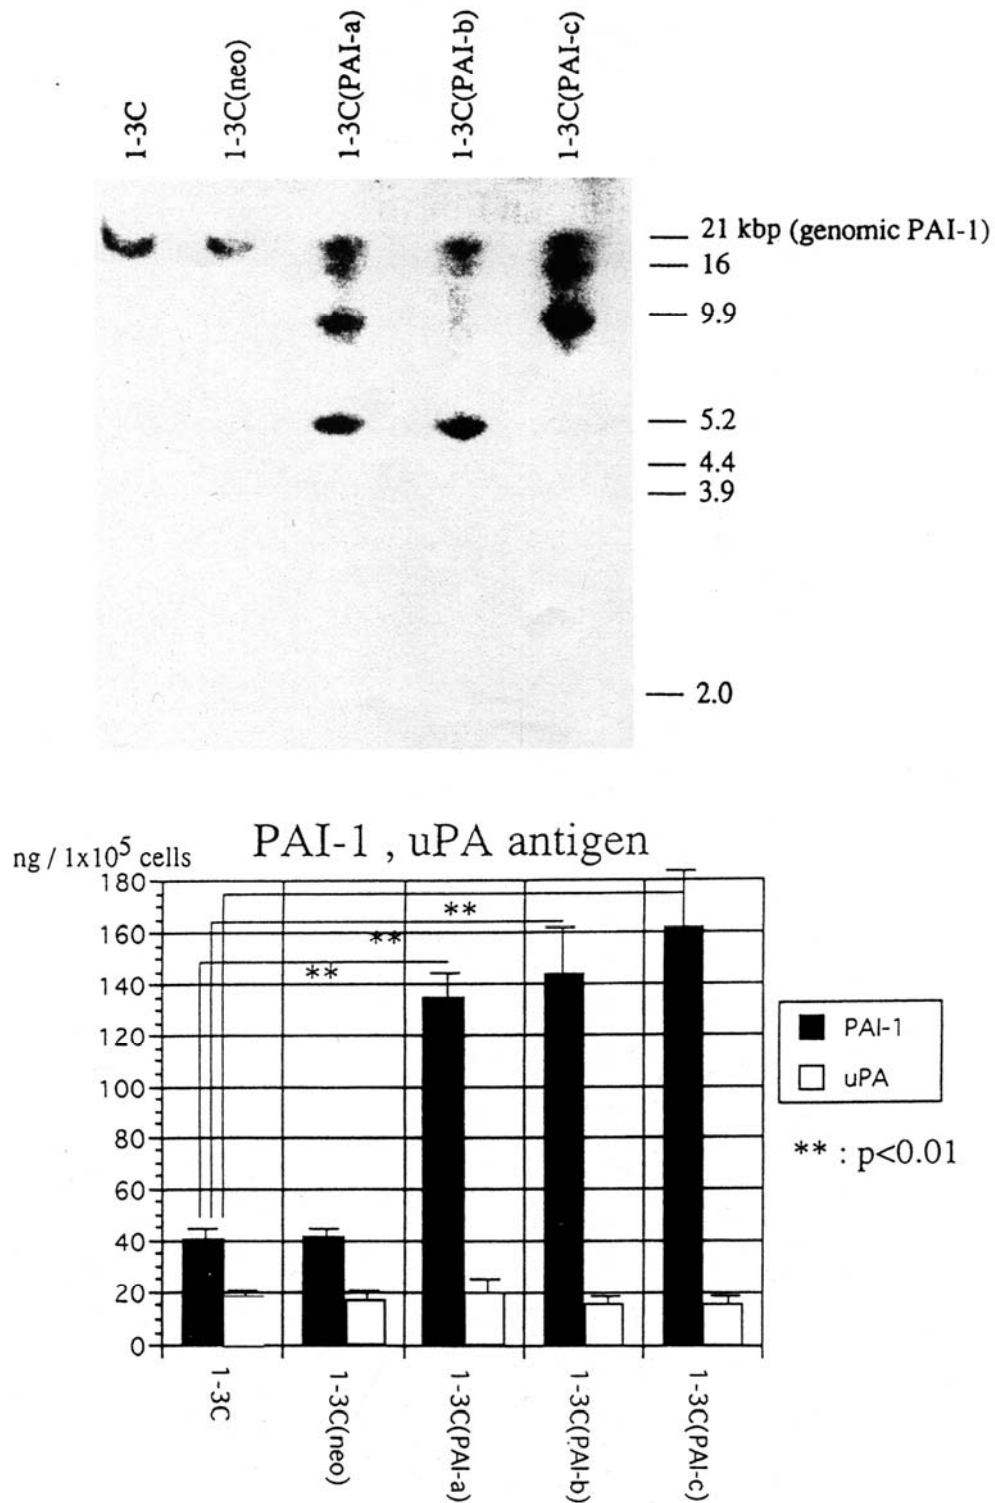 1-3C
1-3C(neo)
1-3C(PAI-a)
1-3C(PAI-b)
1-3C(PAI-c)
21 kbp (genomic PAI-1)
16
9.9
5.2
4.4
3.9
2.0
PAI-1 , uPA antigen
ng / 1x10⁵ cells
180
160
140
120
100
80
60
40
20
0
**
**
**
PAI-1
uPA
** : p<0.01
1-3C
1-3C(neo)
1-3C(PAI-a)
1-3C(PAI-b)
1-3C(PAI-c)